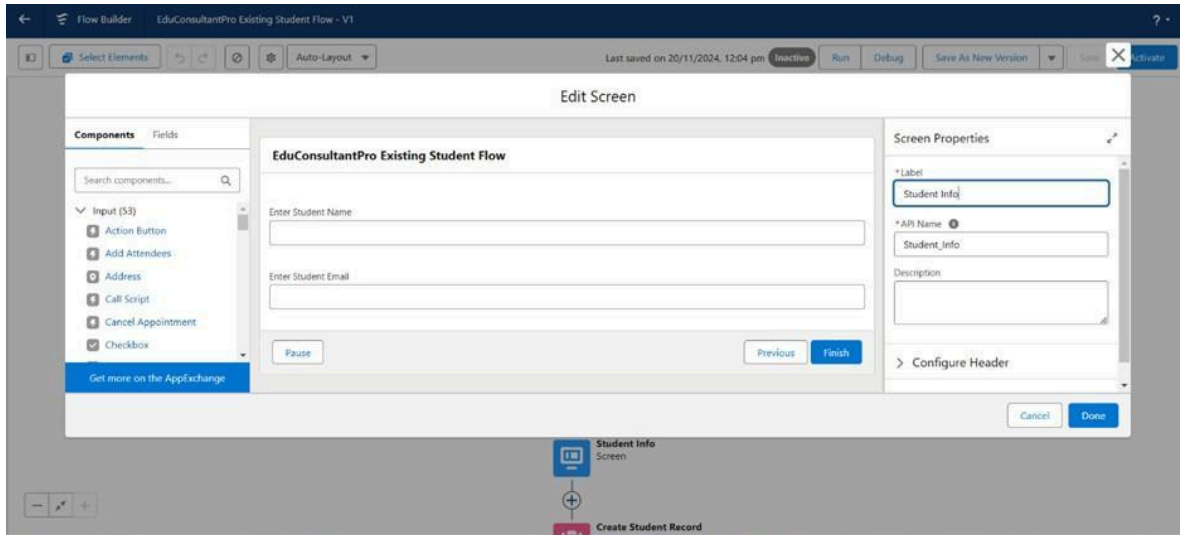 Flow Builder EduConsultantPro Existing Student Flow - V1 ?
Select Elements Auto-Layout Last saved on 20/11/2024, 12:04 pm Inactive Run Debug Save As New Version Save Activate
Edit Screen
Components Fields
Search components...
Input (53)
Action Button
Add Attendees
Address
Call Script
Cancel Appointment
Checkbox
Get more on the AppExchange
EduConsultantPro Existing Student Flow
Enter Student Name
Enter Student Email
Pause Previous Finish
Screen Properties
*Label
Student Info
*API Name
Student_Info
Description
Configure Header
Cancel Done
Student Info
Screen
Create Student Record